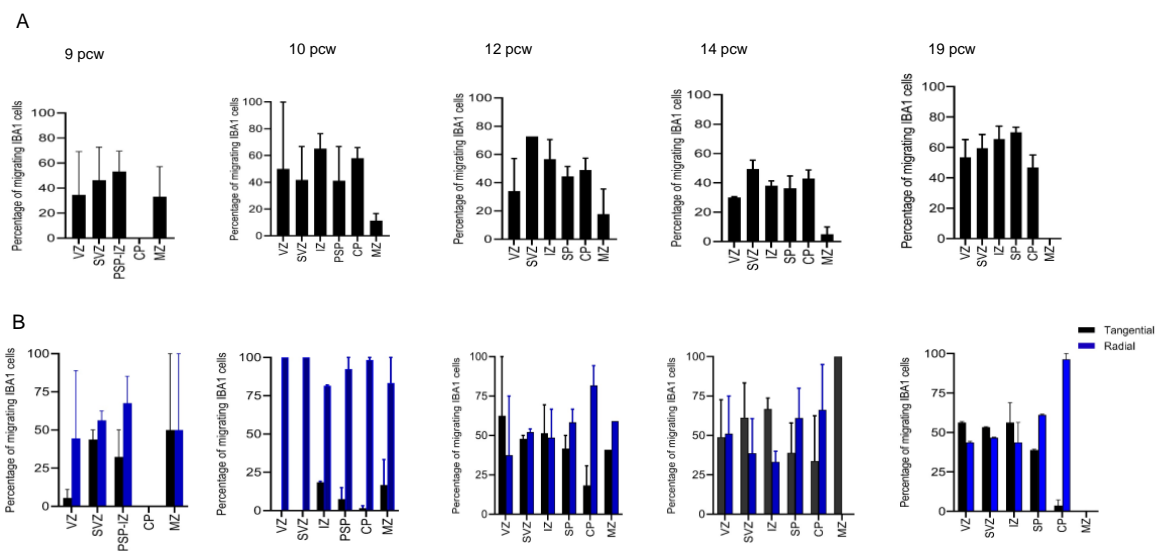 A
9 pcw
10 pcw
12 pcw
14 pcw
19 pcw
Percentage of migrating IBA1 cells
100
80
60
40
20
0
VZ
SVZ
PSP-IZ
CP
MZ
Percentage of migrating IBA1 cells
100
80
60
40
20
0
VZ
SVZ
IZ
PSP
CP
MZ
Percentage of migrating IBA1 cells
100
80
60
40
20
0
VZ
SVZ
IZ
SP
CP
MZ
Percentage of migrating IBA1 cells
100
80
60
40
20
0
VZ
SVZ
IZ
SP
CP
MZ
Percentage of migrating IBA1 cells
100
80
60
40
20
0
VZ
SVZ
IZ
SP
CP
MZ
B
Tangential
Radial
Percentage of migrating IBA1 cells
100
75
50
25
0
VZ
SVZ
PSP-IZ
CP
MZ
Percentage of migrating IBA1 cells
100
75
50
25
0
VZ
SVZ
IZ
PSP
CP
MZ
Percentage of migrating IBA1 cells
100
75
50
25
0
VZ
SVZ
IZ
SP
CP
MZ
Percentage of migrating IBA1 cells
100
75
50
25
0
VZ
SVZ
IZ
SP
CP
MZ
Percentage of migrating IBA1 cells
100
75
50
25
0
VZ
SVZ
IZ
SP
CP
MZ